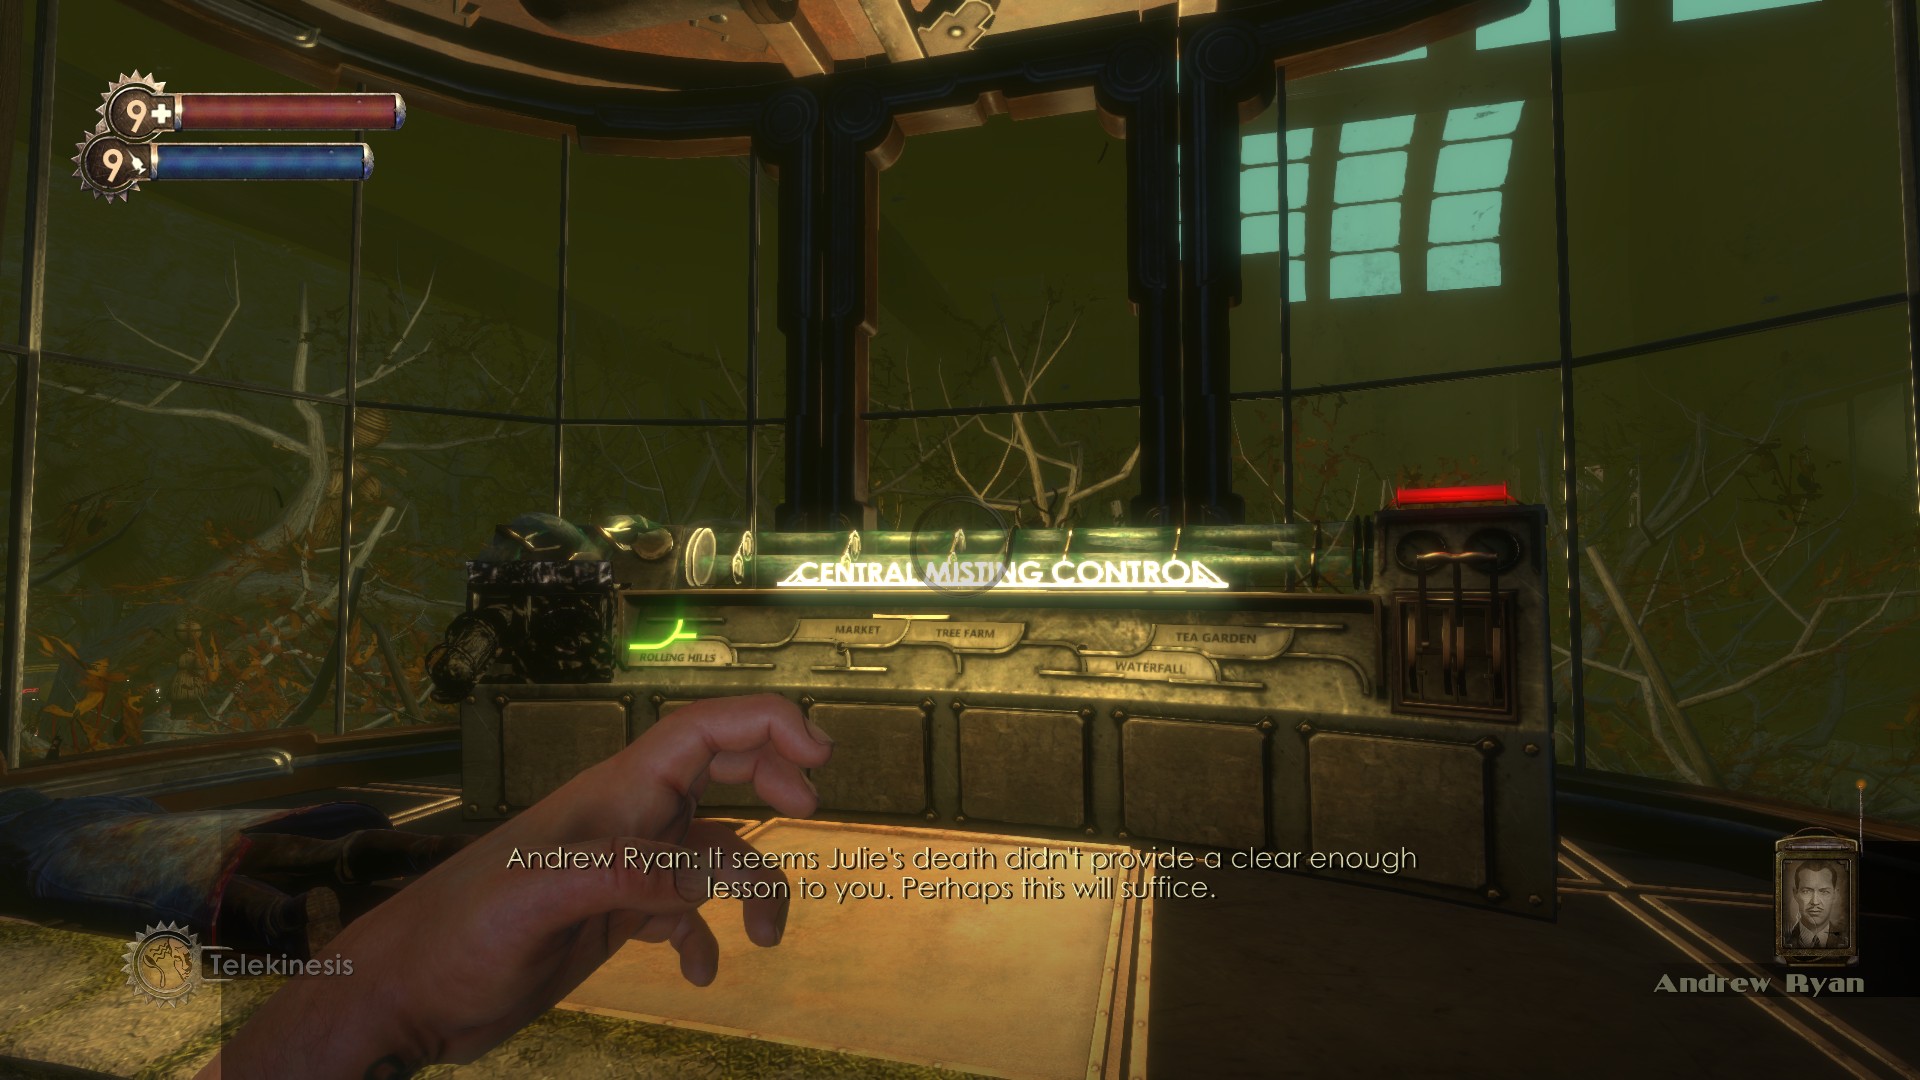 9
9
CENTRAL MISTING CONTROL
MARKET
TREE FARM
TEA GARDEN
ROLLING HILLS
WATERFALL
Andrew Ryan: It seems Julie's death didn't provide a clear enough
lesson to you. Perhaps this will suffice.
Telekinesis
Andrew Ryan